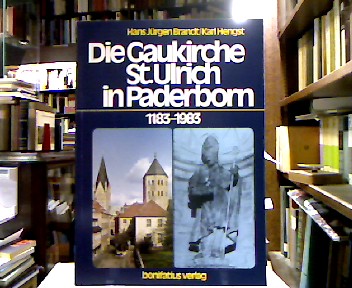 Hans Jürgen Brandt/Karl Hengst
Die Gaukirche
St. Ulrich
in Paderborn
1183-1983
bonifatius verlag